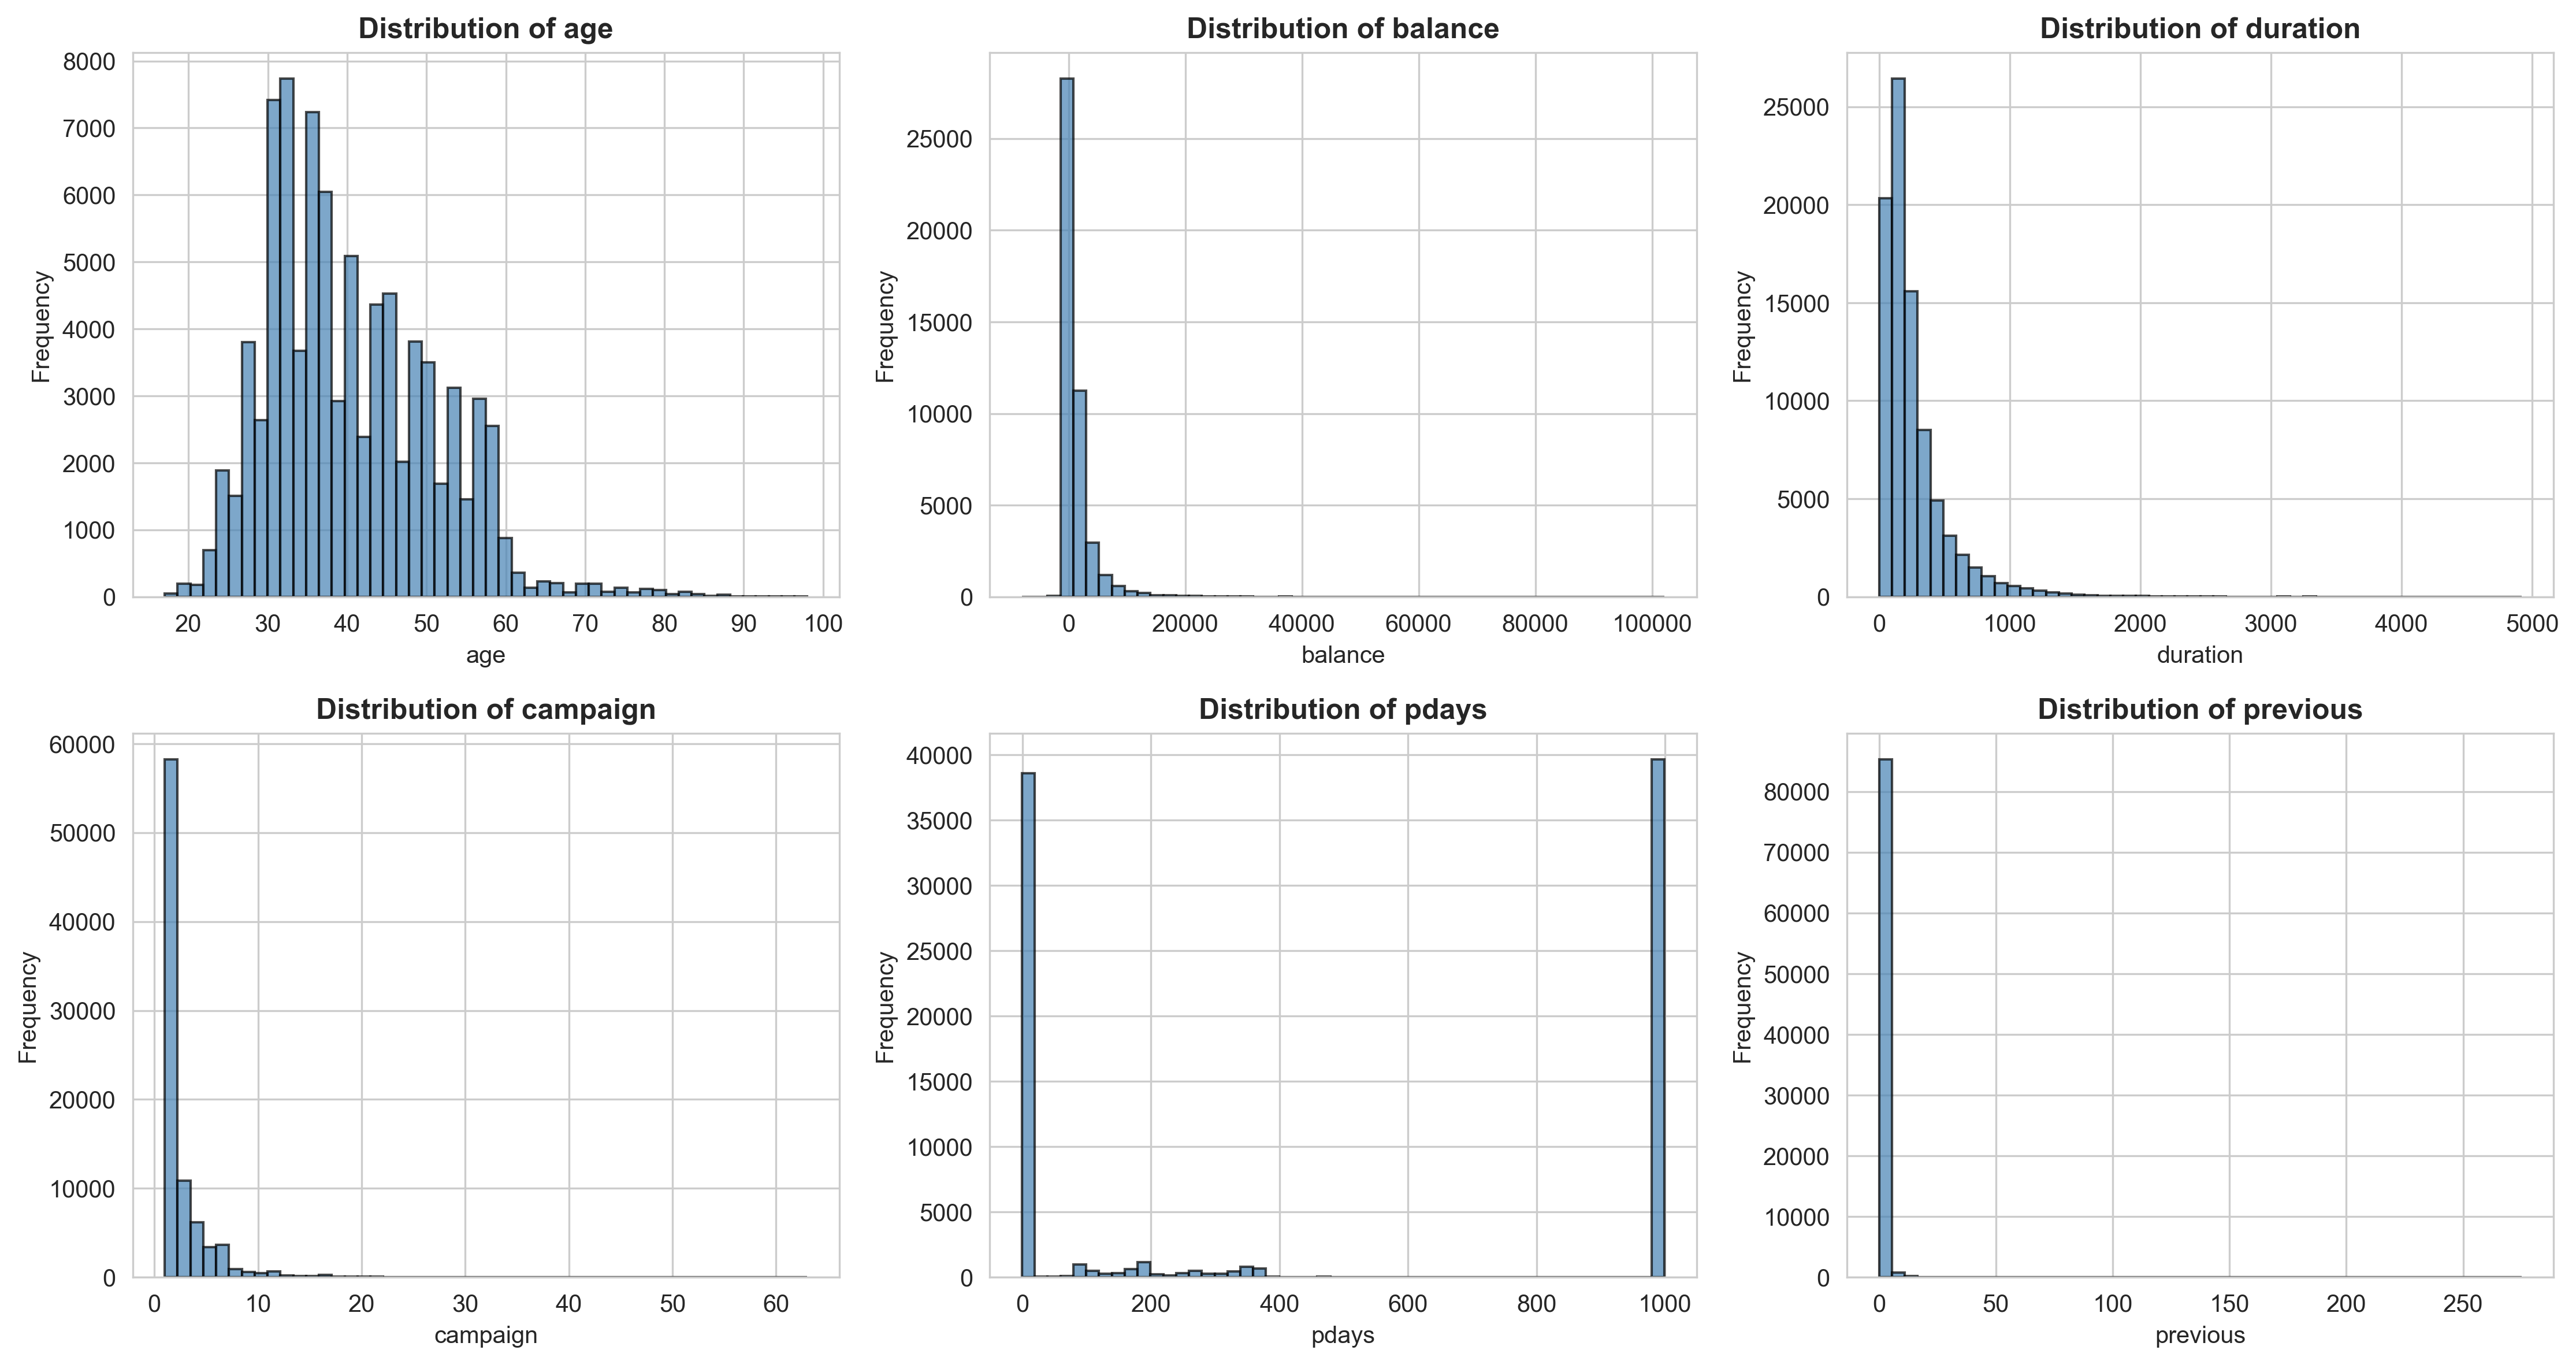 Distribution of age
8000
7000
6000
5000
4000
3000
2000
1000
0
Frequency
20 30 40 50 60 70 80 90 100
age
Distribution of balance
25000
20000
15000
10000
5000
0
Frequency
0 20000 40000 60000 80000 100000
balance
Distribution of duration
25000
20000
15000
10000
5000
0
Frequency
0 1000 2000 3000 4000 5000
duration
Distribution of campaign
60000
50000
40000
30000
20000
10000
0
Frequency
0 10 20 30 40 50 60
campaign
Distribution of pdays
40000
35000
30000
25000
20000
15000
10000
5000
0
Frequency
0 200 400 600 800 1000
pdays
Distribution of previous
80000
70000
60000
50000
40000
30000
20000
10000
0
Frequency
0 50 100 150 200 250
previous